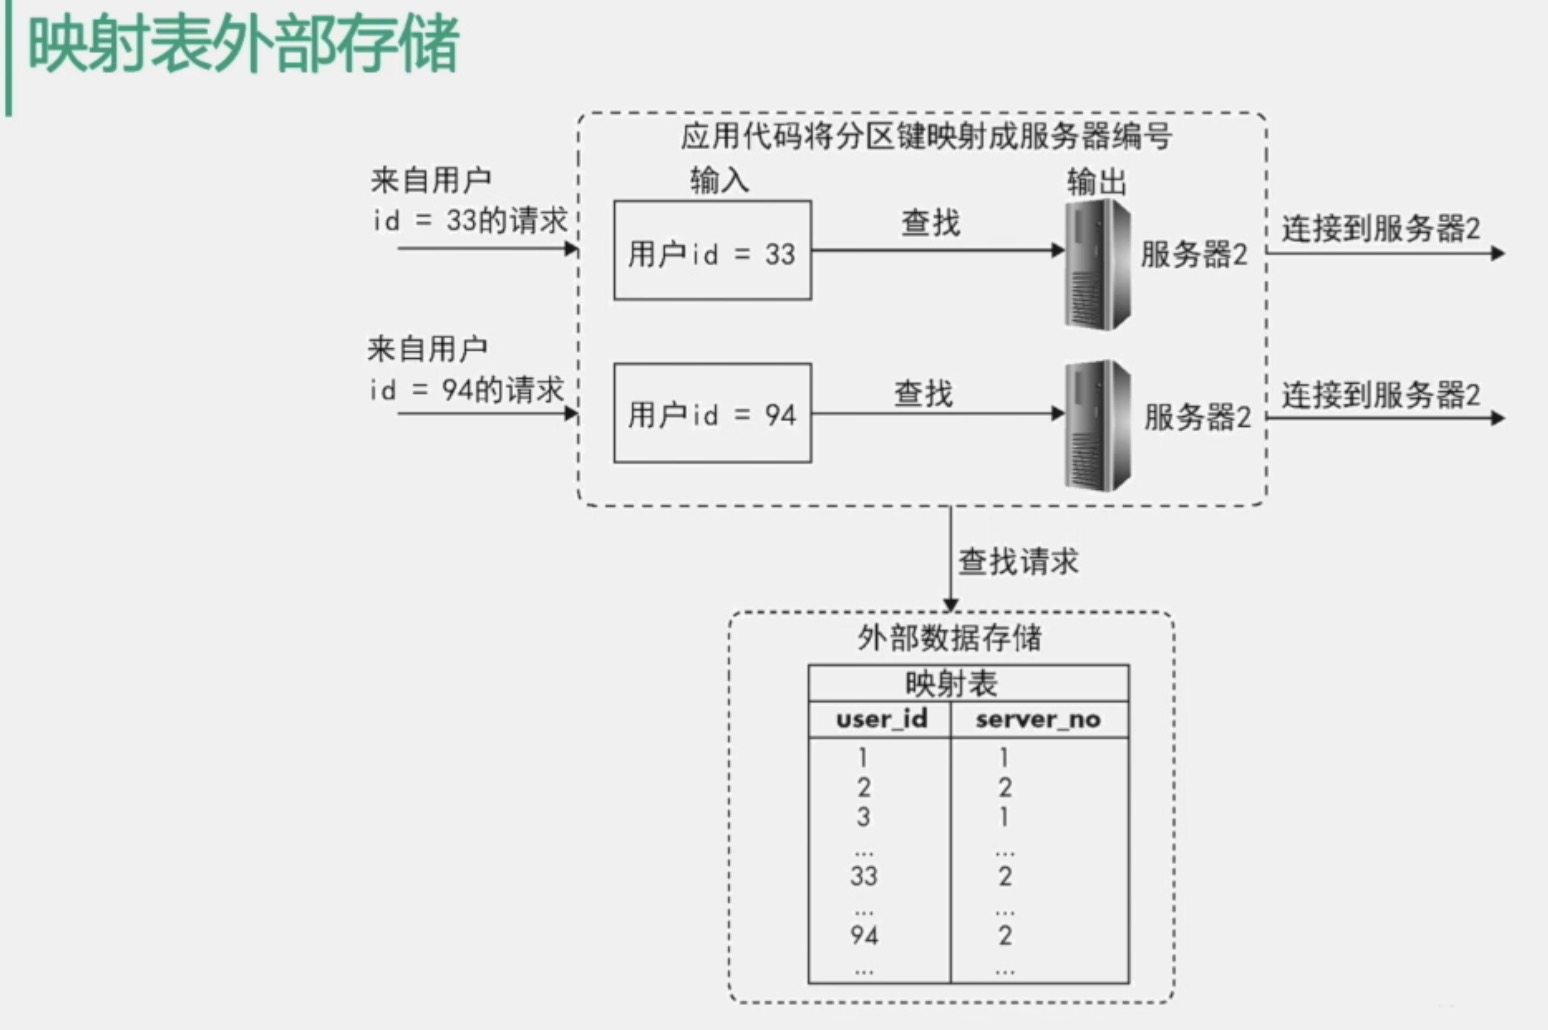 映射表外部存储
应用代码将分区键映射成服务器编号
输入
输出
来自用户
id = 33的请求
用户id = 33
查找
服务器2
连接到服务器2
来自用户
id = 94的请求
用户id = 94
查找
服务器2
连接到服务器2
查找请求
外部数据存储
映射表
user_id server_no
1 1
2 2
3 1
... ...
33 2
... ...
94 2
... ...